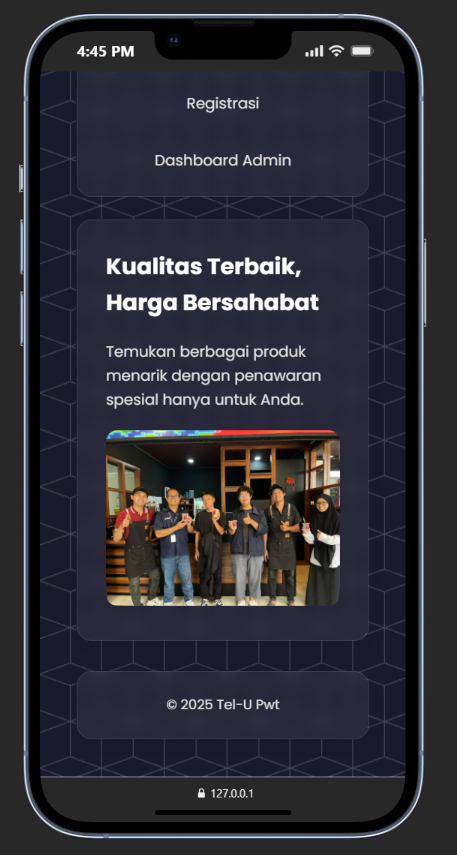 4:45 PM
Registrasi
Dashboard Admin
Kualitas Terbaik,
Harga Bersahabat
Temukan berbagai produk
menarik dengan penawaran
spesial hanya untuk Anda.
© 2025 Tel-U Pwt
127.0.0.1